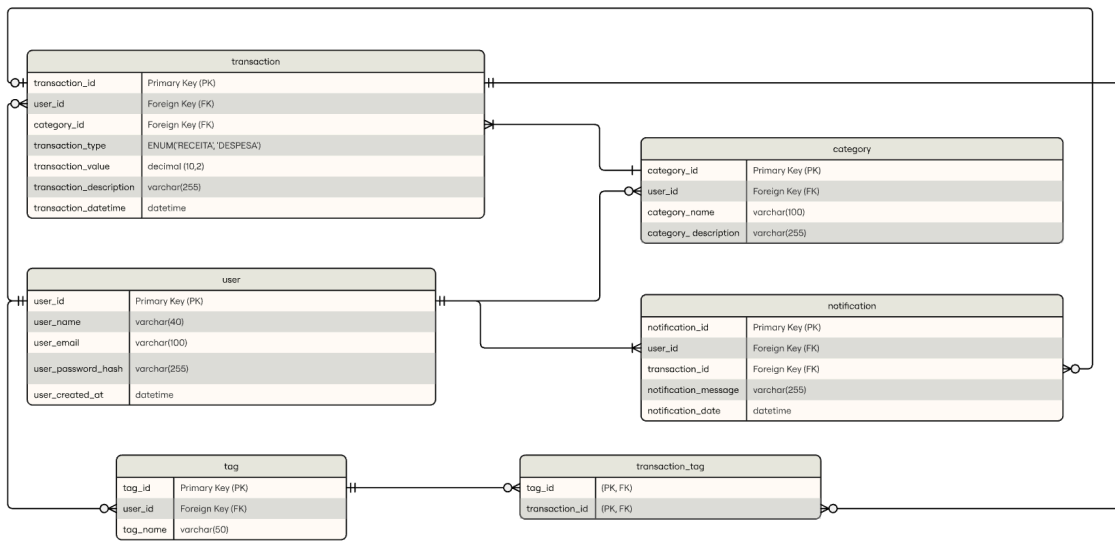 transaction
transaction_id Primary Key (PK)
user_id Foreign Key (FK)
category_id Foreign Key (FK)
transaction_type ENUM('RECEITA', 'DESPESA')
transaction_value decimal (10,2)
transaction_description varchar(255)
transaction_datetime datetime
category
category_id Primary Key (PK)
user_id Foreign Key (FK)
category_name varchar(100)
category_ description varchar(255)
user
user_id Primary Key (PK)
user_name varchar(40)
user_email varchar(100)
user_password_hash varchar(255)
user_created_at datetime
notification
notification_id Primary Key (PK)
user_id Foreign Key (FK)
transaction_id Foreign Key (FK)
notification_message varchar(255)
notification_date datetime
tag
tag_id Primary Key (PK)
user_id Foreign Key (FK)
tag_name varchar(50)
transaction_tag
tag_id (PK, FK)
transaction_id (PK, FK)